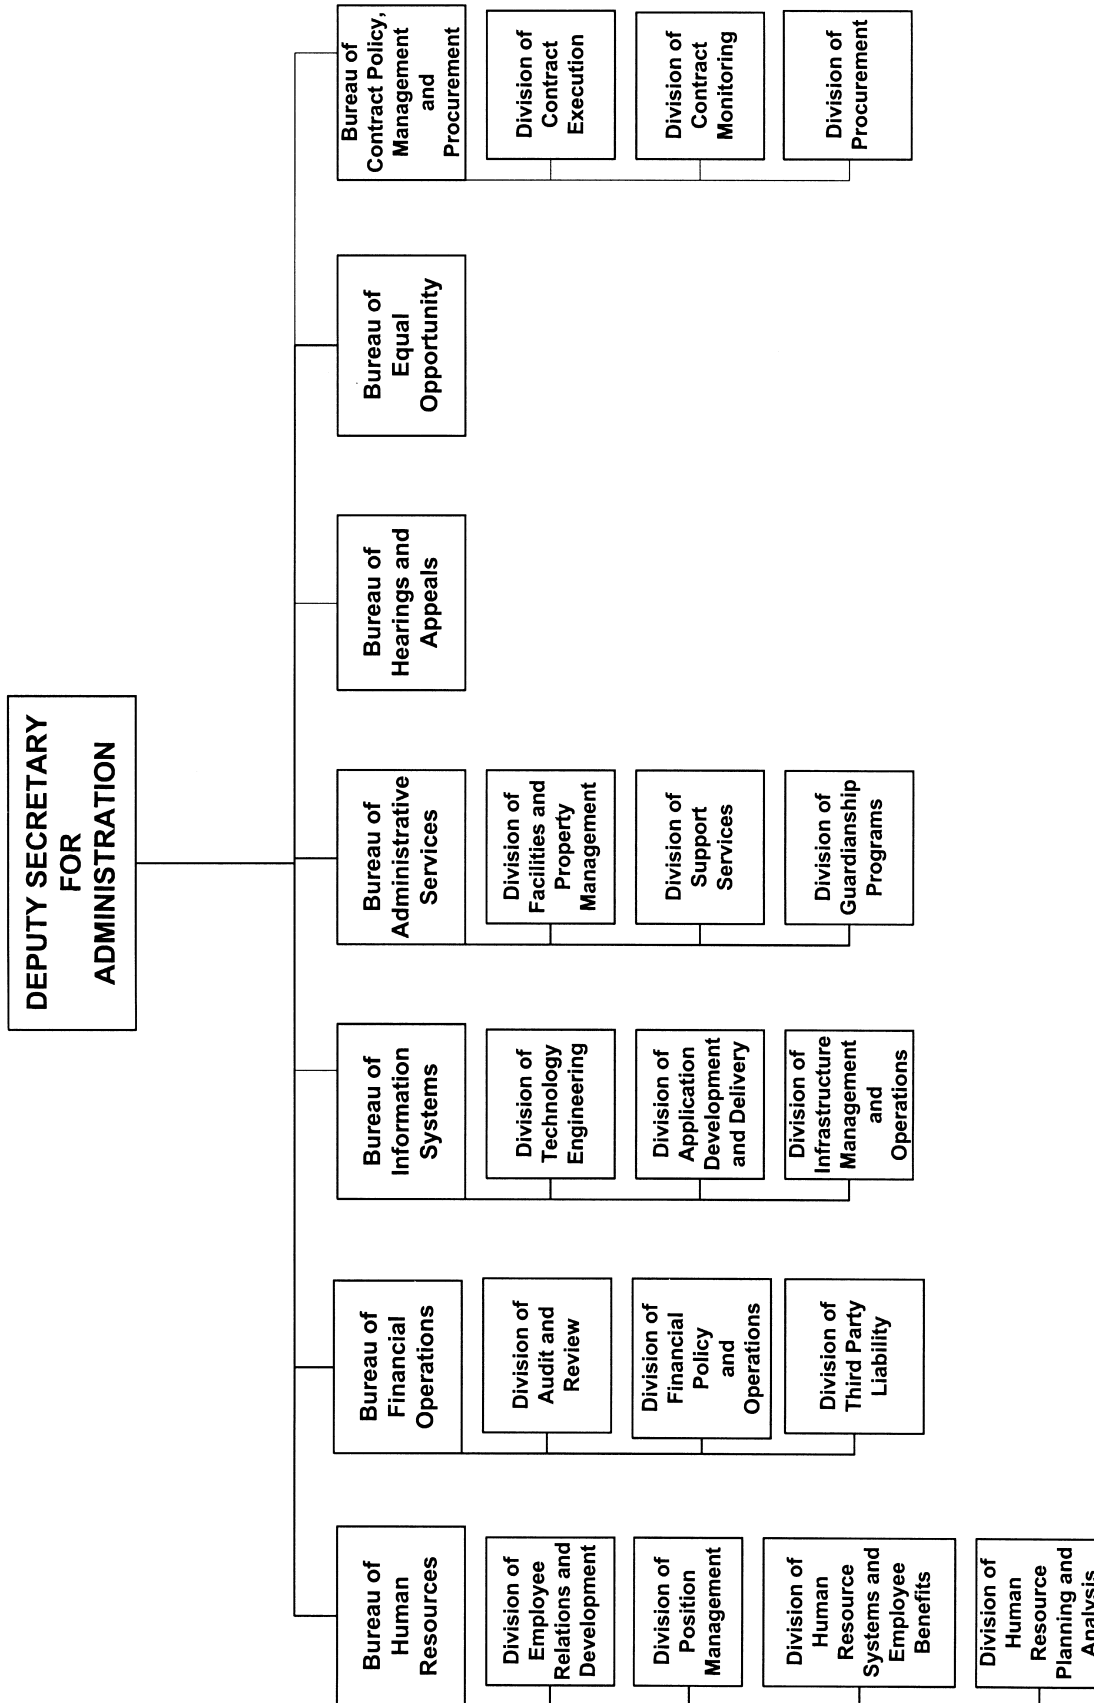 DEPUTY SECRETARY
FOR
ADMINISTRATION
Bureau of
Human
Resources
Division of
Employee
Relations and
Development
Division of
Position
Management
Division of
Human
Resource
Systems and
Employee
Benefits
Division of
Human
Resource
Planning and
Analysis
Bureau of
Financial
Operations
Division of
Audit and
Review
Division of
Financial
Policy
and
Operations
Division of
Third Party
Liability
Bureau of
Information
Systems
Division of
Technology
Engineering
Division of
Application
Development
and Delivery
Division of
Infrastructure
Management
and
Operations
Bureau of
Administrative
Services
Division of
Facilities and
Property
Management
Division of
Support
Services
Division of
Guardianship
Programs
Bureau of
Hearings and
Appeals
Bureau of
Equal
Opportunity
Bureau of
Contract Policy,
Management
and
Procurement
Division of
Contract
Execution
Division of
Contract
Monitoring
Division of
Procurement